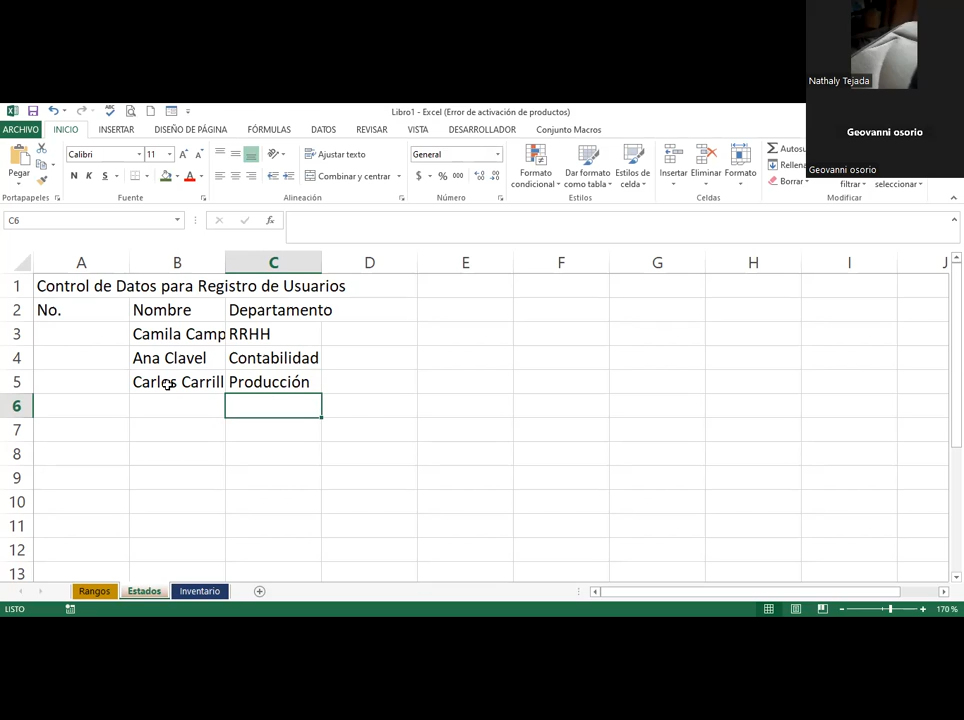 Nathaly Tejada
Geovanni osorio
Geovanni osorio
Libro1 - Excel (Error de activación de productos)
ARCHIVO INICIO INSERTAR DISEÑO DE PÁGINA FÓRMULAS DATOS REVISAR VISTA DESARROLLADOR Conjunto Macros
Pegar
Calibri 11
N K S
Ajustar texto
Combinar y centrar
General
$ % 000
Formato condicional
Dar formato como tabla
Estilos de celda
Insertar Eliminar Formato
Autosu
Rellena
Borrar
filtrar seleccionar
Portapapeles Fuente Alineación Número Estilos Celdas Modificar
C6 fx
A B C D E F G H I J
1 Control de Datos para Registro de Usuarios
2 No. Nombre Departamento
3 Camila Camp RRHH
4 Ana Clavel Contabilidad
5 Carlos Carrill Producción
6
7
8
9
10
11
12
13
Rangos Estados Inventario
LISTO 170 %